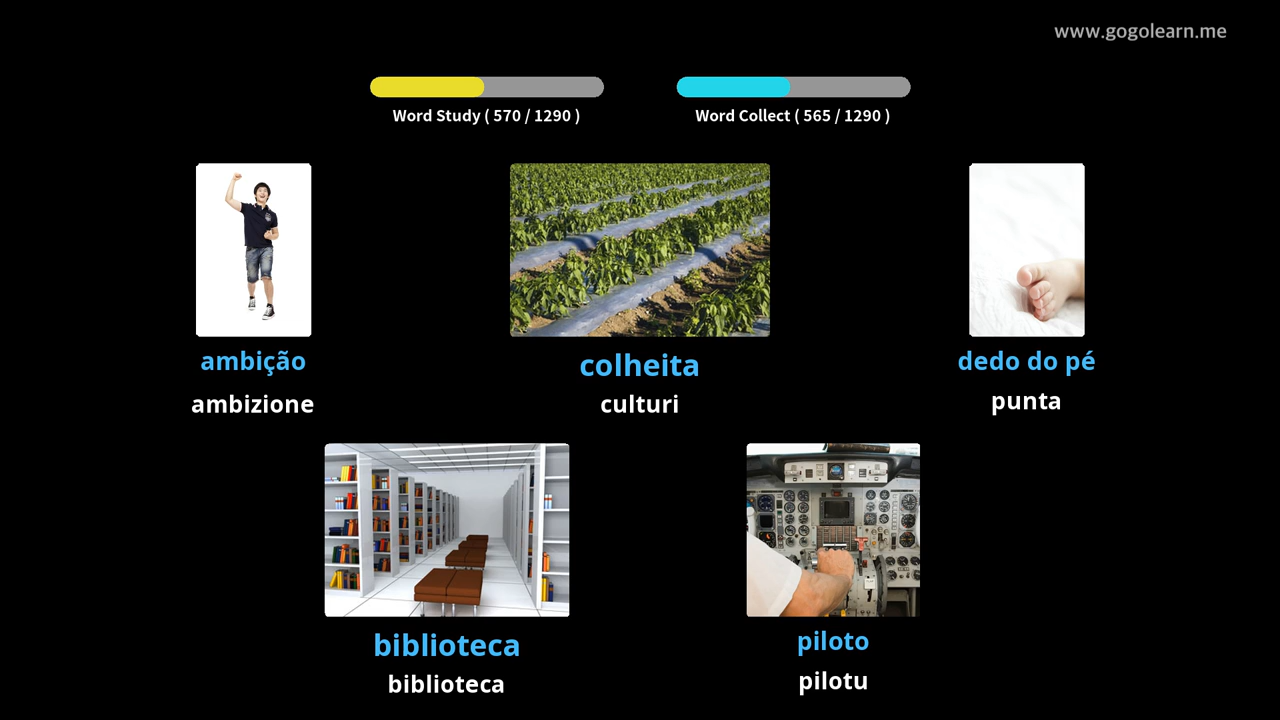 www.gogolearn.me
Word Study ( 570 / 1290 )
Word Collect ( 565 / 1290 )
ambição
ambizione
colheita
culturi
dedo do pé
punta
biblioteca
biblioteca
piloto
pilotu